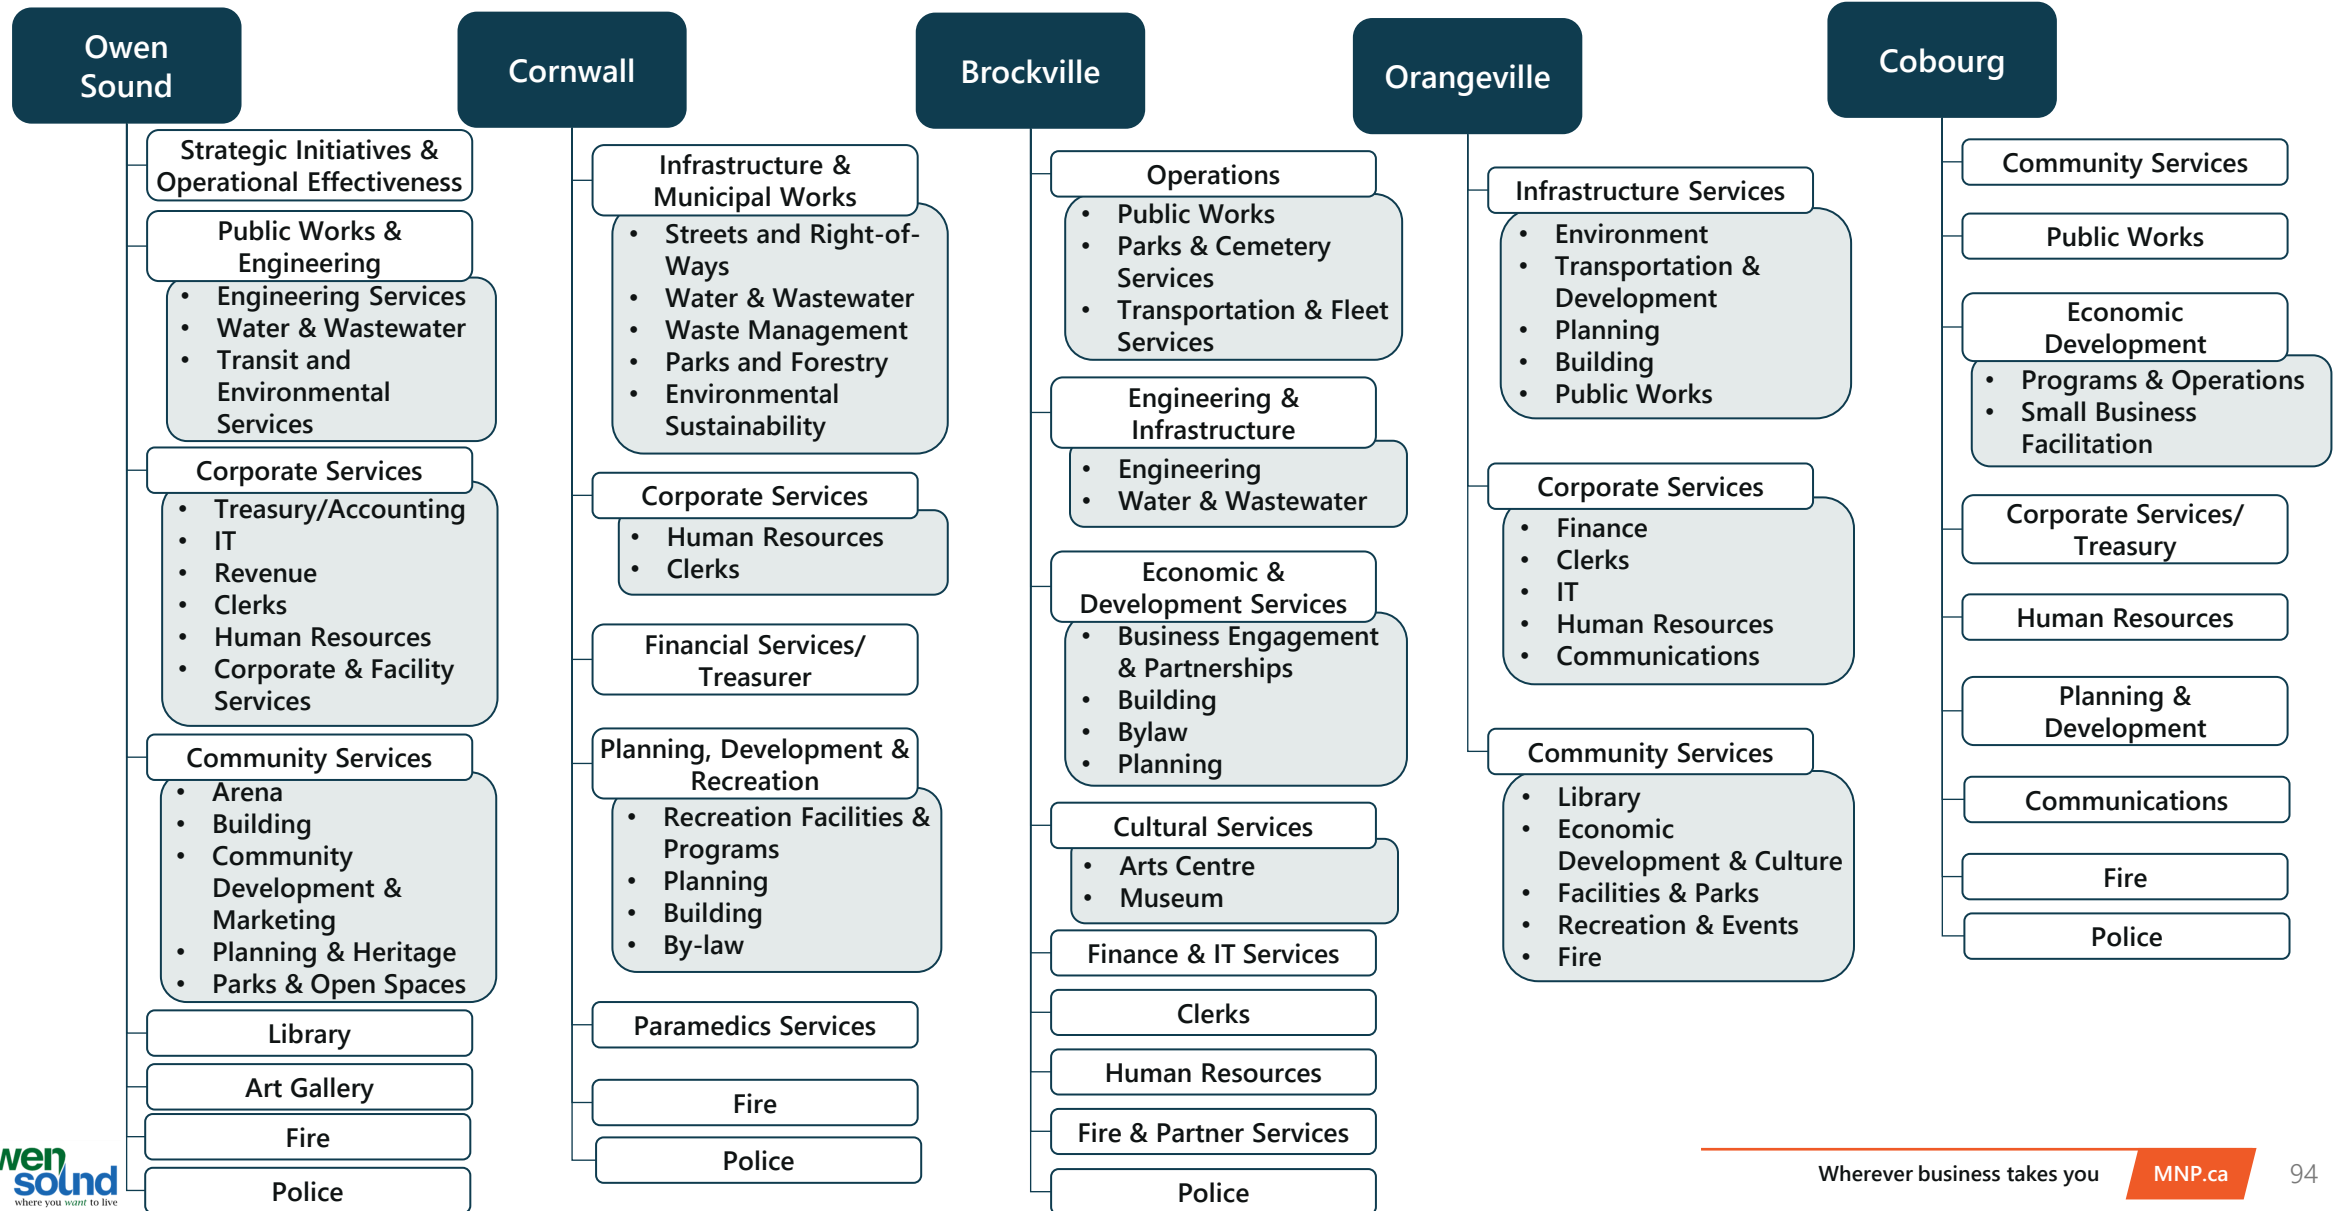 Owen
Sound
Strategic Initiatives &
Operational Effectiveness
Public Works &
Engineering
• Engineering Services
• Water & Wastewater
• Transit and
Environmental
Services
Corporate Services
• Treasury/Accounting
• IT
• Revenue
• Clerks
• Human Resources
• Corporate & Facility
Services
Community Services
• Arena
• Building
• Community
Development &
Marketing
• Planning & Heritage
• Parks & Open Spaces
Library
Art Gallery
Fire
Police
Cornwall
Infrastructure &
Municipal Works
• Streets and Right-of-
Ways
• Water & Wastewater
• Waste Management
• Parks and Forestry
• Environmental
Sustainability
Corporate Services
• Human Resources
• Clerks
Financial Services/
Treasurer
Planning, Development &
Recreation
• Recreation Facilities &
Programs
• Planning
• Building
• By-law
Paramedics Services
Fire
Police
Brockville
Operations
• Public Works
• Parks & Cemetery
Services
• Transportation & Fleet
Services
Engineering &
Infrastructure
• Engineering
• Water & Wastewater
Economic &
Development Services
• Business Engagement
& Partnerships
• Building
• Bylaw
• Planning
Cultural Services
• Arts Centre
• Museum
Finance & IT Services
Clerks
Human Resources
Fire & Partner Services
Police
Orangeville
Infrastructure Services
• Environment
• Transportation &
Development
• Planning
• Building
• Public Works
Corporate Services
• Finance
• Clerks
• IT
• Human Resources
• Communications
Community Services
• Library
• Economic
Development & Culture
• Facilities & Parks
• Recreation & Events
• Fire
Cobourg
Community Services
Public Works
Economic
Development
• Programs & Operations
• Small Business
Facilitation
Corporate Services/
Treasury
Human Resources
Planning &
Development
Communications
Fire
Police
wen
sound
where you want to live
Wherever business takes you
MNP.ca
94